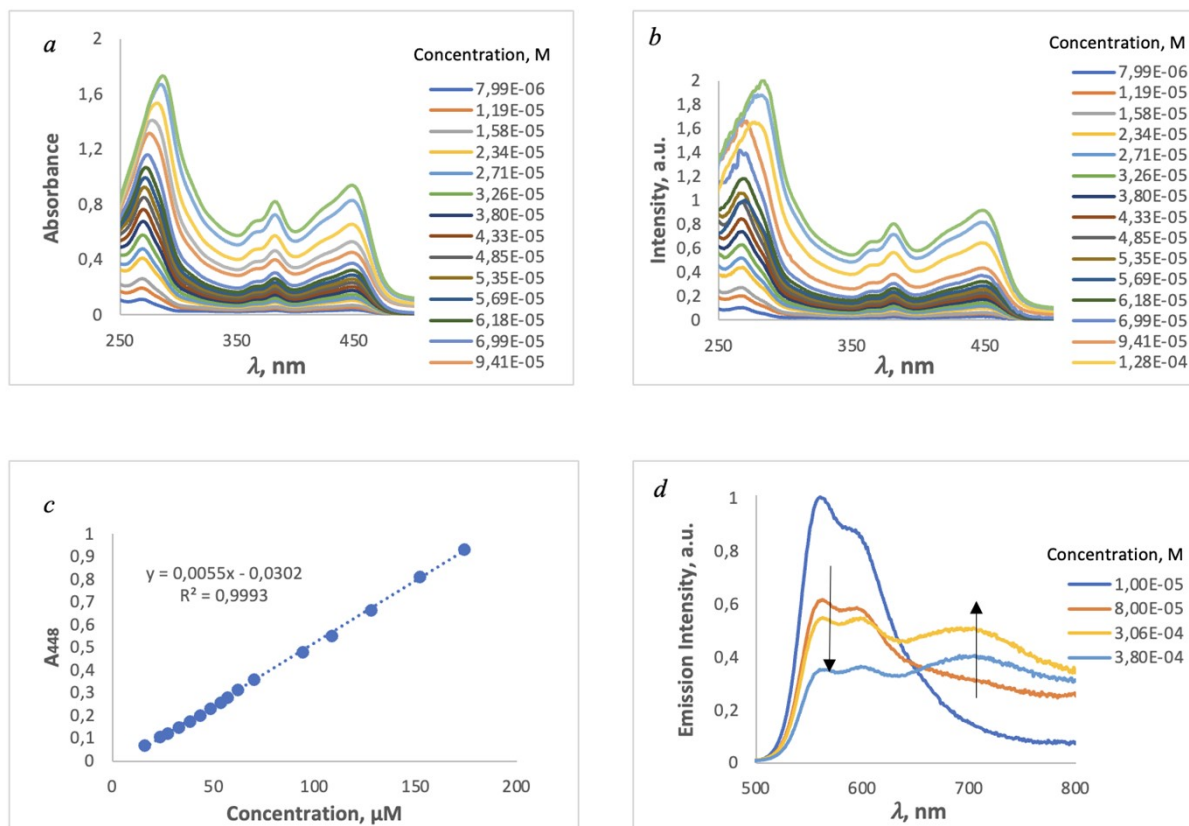 a
Concentration, M
2
1,6
1,2
0,8
0,4
0
Absorbance
250
350
450
λ, nm
7,99E-06
1,19E-05
1,58E-05
2,34E-05
2,71E-05
3,26E-05
3,80E-05
4,33E-05
4,85E-05
5,35E-05
5,69E-05
6,18E-05
6,99E-05
9,41E-05
b
Concentration, M
2
1,8
1,6
1,4
1,2
1
0,8
0,6
0,4
0,2
0
Intensity, a.u.
250
350
450
λ, nm
7,99E-06
1,19E-05
1,58E-05
2,34E-05
2,71E-05
3,26E-05
3,80E-05
4,33E-05
4,85E-05
5,35E-05
5,69E-05
6,18E-05
6,99E-05
9,41E-05
1,28E-04
c
1
0,9
0,8
0,7
0,6
0,5
0,4
0,3
0,2
0,1
0
A448
y = 0,0055x - 0,0302
R² = 0,9993
0
50
100
150
200
Concentration, µM
d
1
0,8
0,6
0,4
0,2
0
Emission Intensity, a.u.
500
600
700
800
λ, nm
Concentration, M
1,00E-05
8,00E-05
3,06E-04
3,80E-04